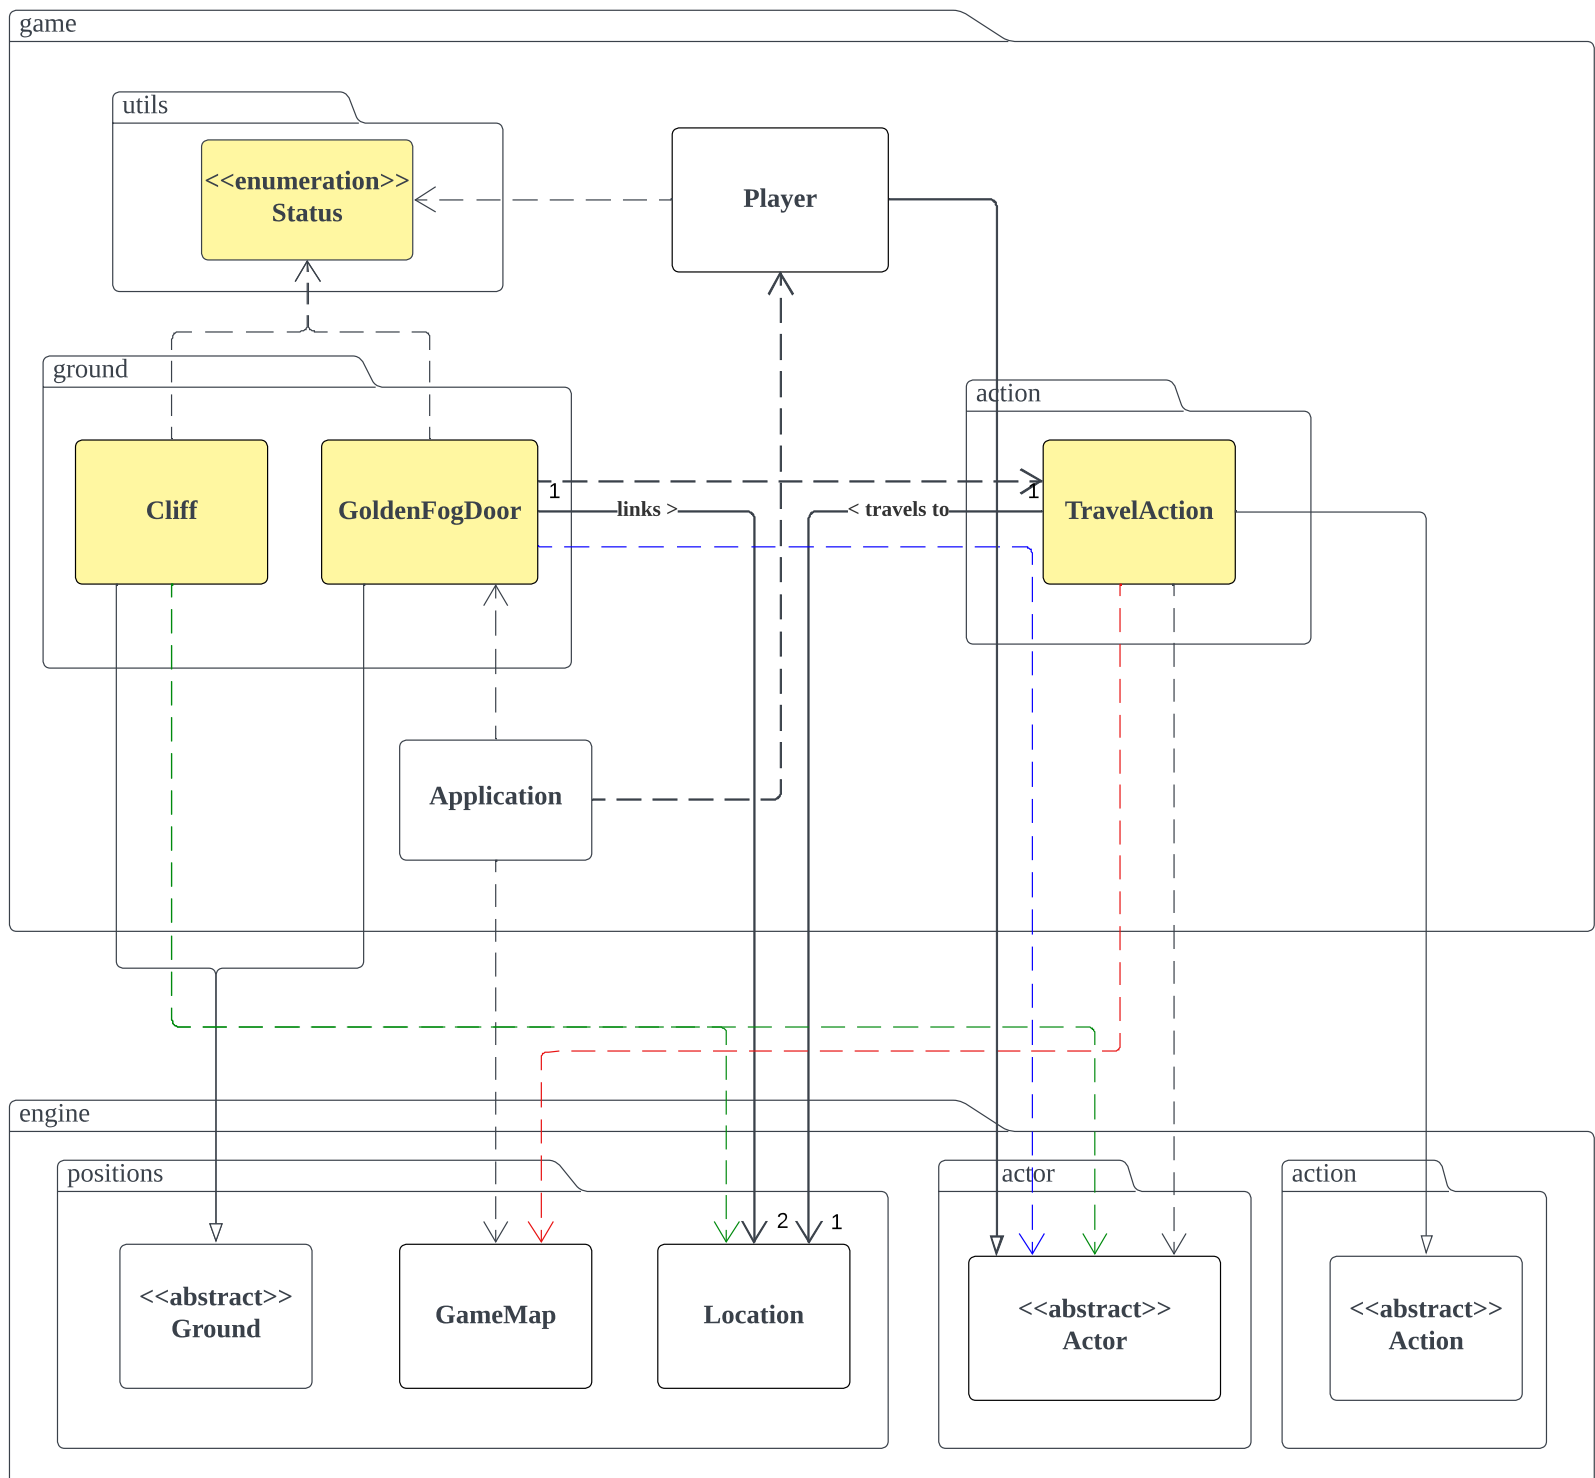 game
utils
<<enumeration>>
Status
Player
ground
action
Cliff
GoldenFogDoor
1
links >
< travels to
1
TravelAction
Application
engine
positions
actor
action
2
1
<<abstract>>
Ground
GameMap
Location
<<abstract>>
Actor
<<abstract>>
Action